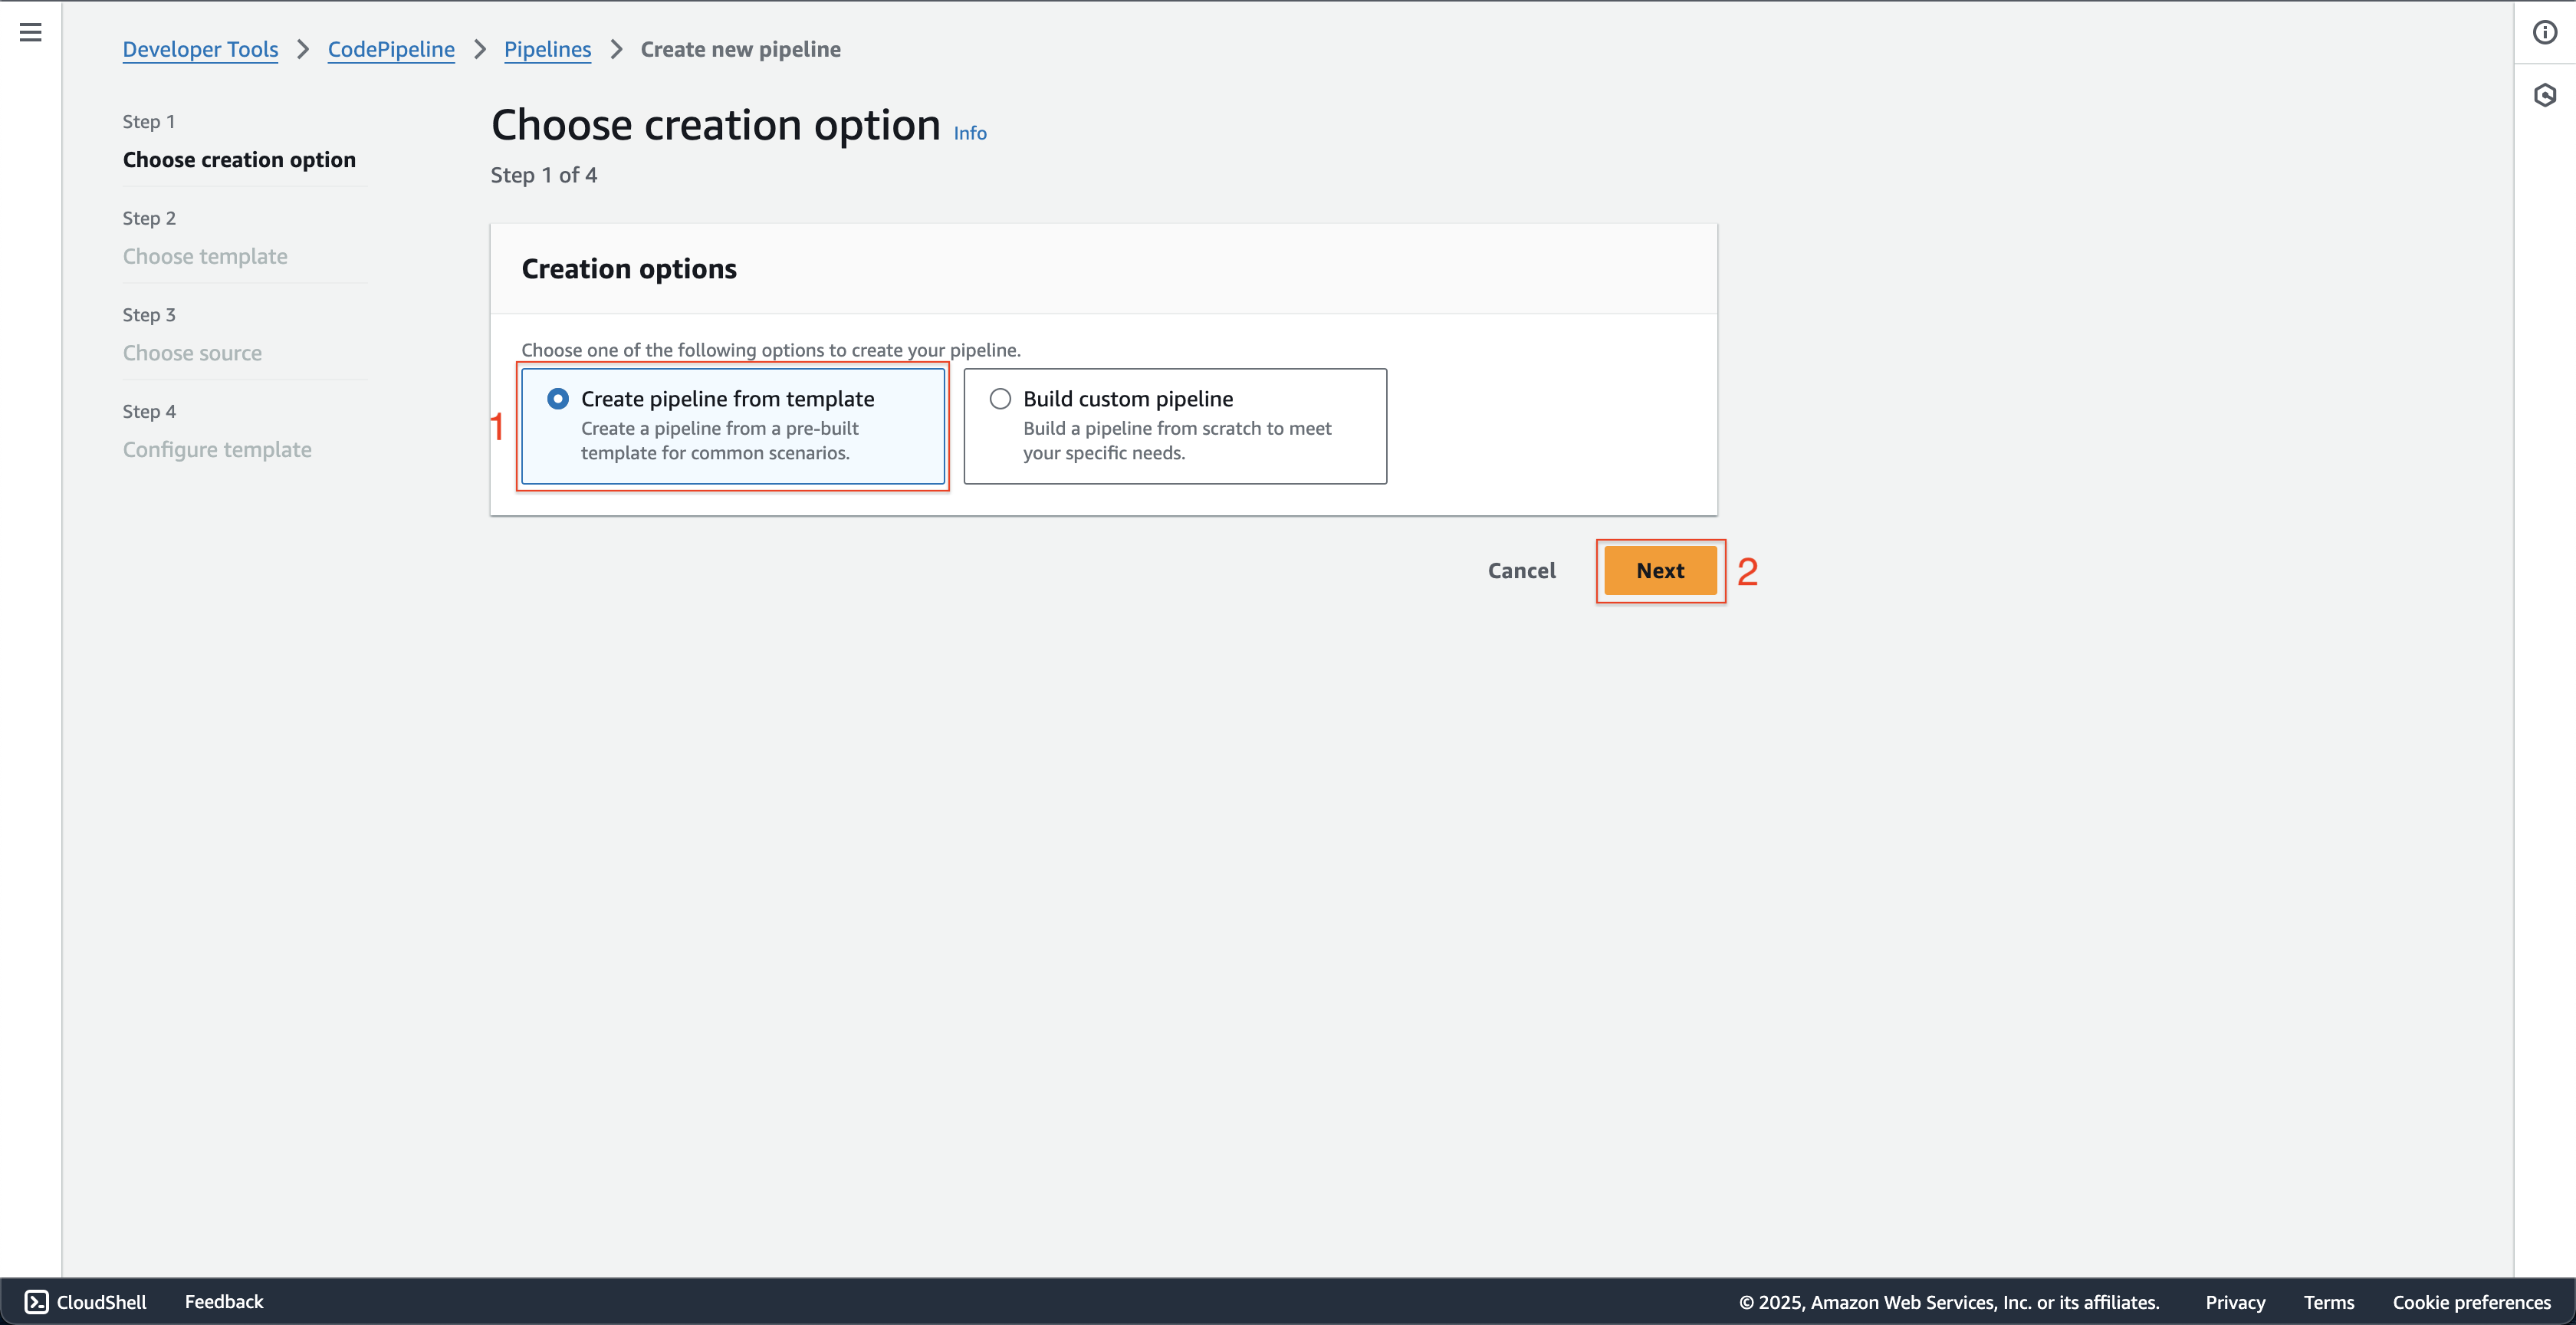 Developer Tools > CodePipeline > Pipelines > Create new pipeline
Step 1
Choose creation option
Step 2
Choose template
Step 3
Choose source
Step 4
Configure template
Choose creation option Info
Step 1 of 4
Creation options
Choose one of the following options to create your pipeline.
1
Create pipeline from template
Create a pipeline from a pre-built
template for common scenarios.
Build custom pipeline
Build a pipeline from scratch to meet
your specific needs.
Cancel
Next
2
CloudShell
Feedback
© 2025, Amazon Web Services, Inc. or its affiliates.
Privacy
Terms
Cookie preferences